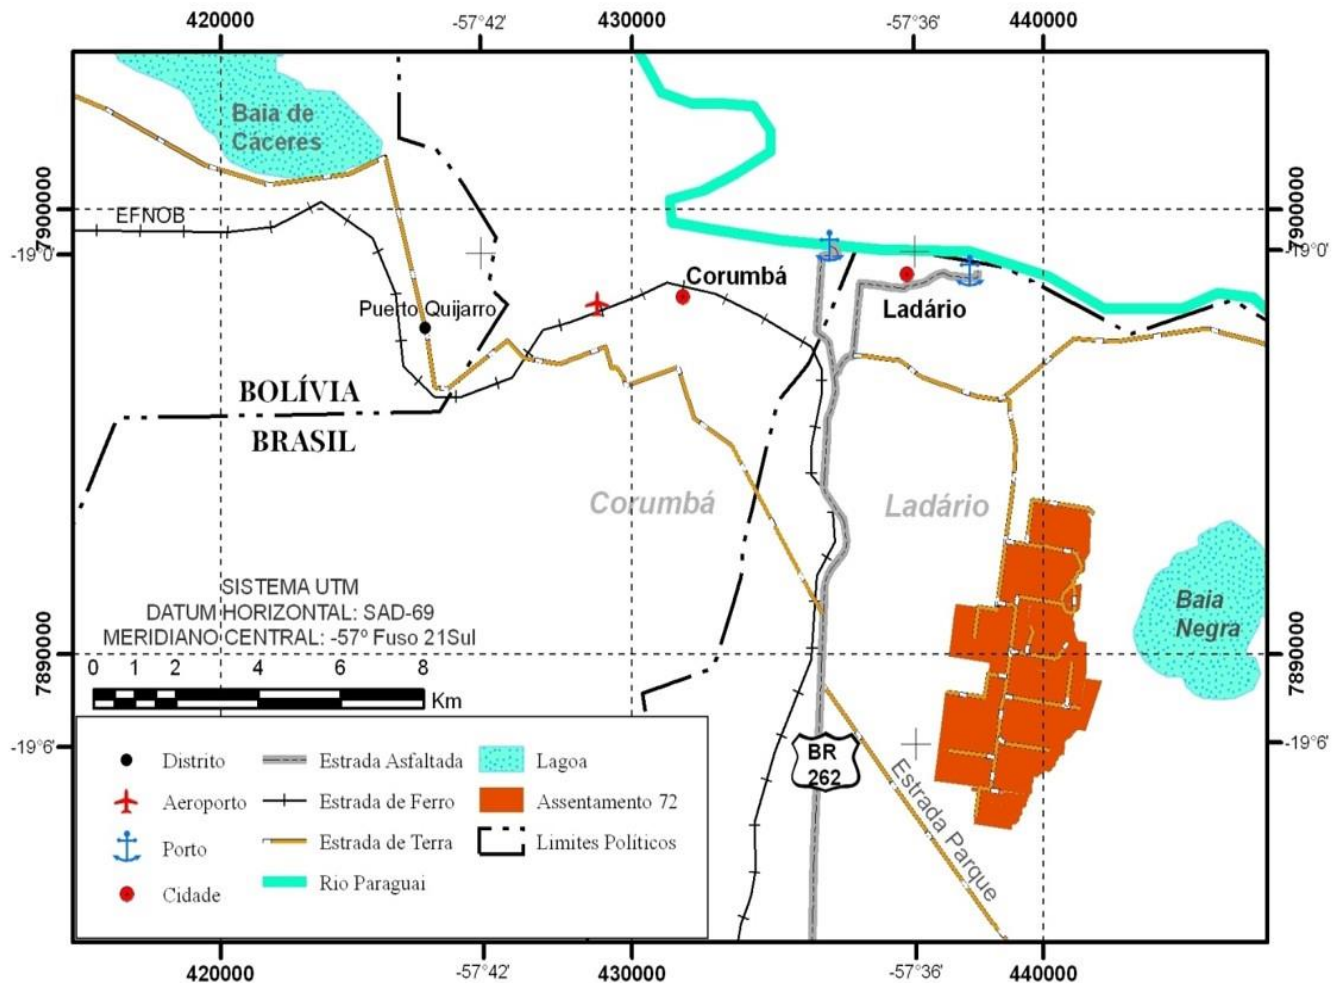 420000
-57°42'
430000
-57°36'
440000
Baia de
Cáceres
7900000
7900000
EFNOB
-19°0'
-19°0'
Corumbá
Puerto Quijarro
Ladário
BOLÍVIA
BRASIL
Corumbá
Ladário
SISTEMA UTM
DATUM HORIZONTAL: SAD-69
MERIDIANO CENTRAL: -57º Fuso 21Sul
0 1 2 4 6 8
Km
Baia
Negra
7890000
7890000
-19°6'
-19°6'
BR
262
Estrada Parque
Distrito
Aeroporto
Porto
Cidade
Estrada Asfaltada
Estrada de Ferro
Estrada de Terra
Rio Paraguai
Lagoa
Assentamento 72
Limites Políticos
420000
-57°42'
430000
-57°36'
440000